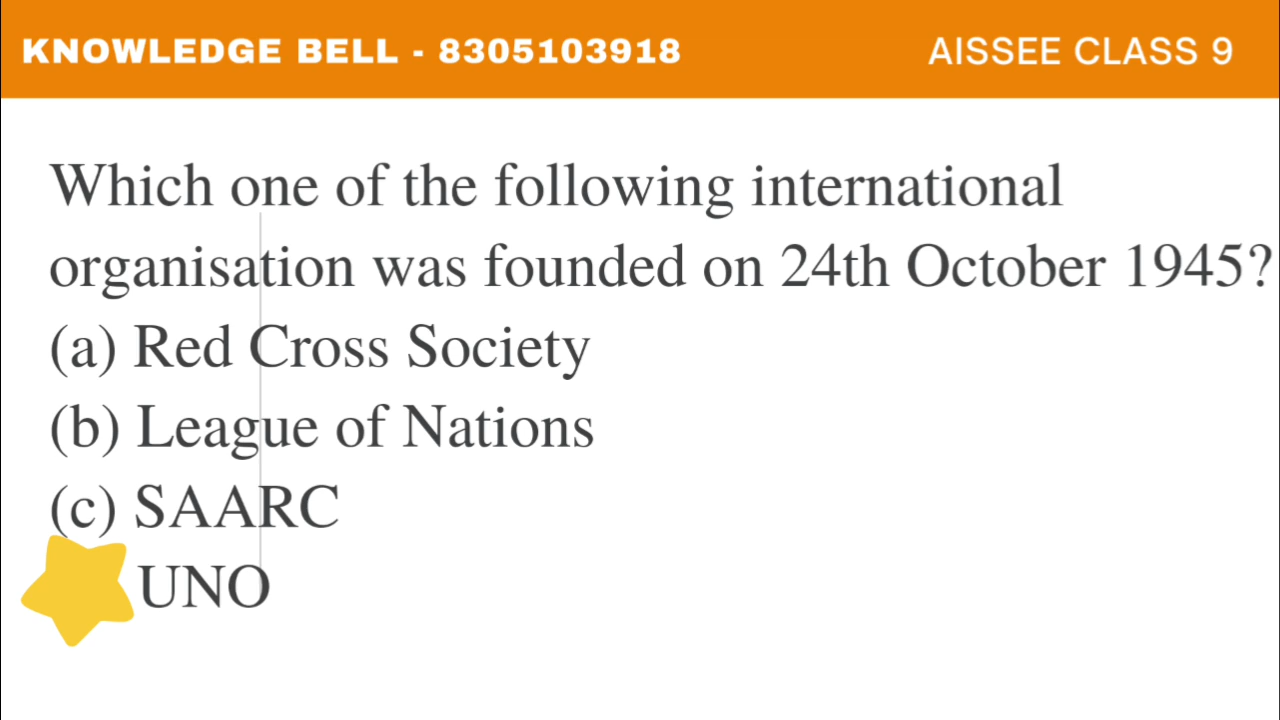 KNOWLEDGE BELL - 8305103918
AISSEE CLASS 9
Which one of the following international
organisation was founded on 24th October 1945?
(a) Red Cross Society
(b) League of Nations
(c) SAARC
UNO